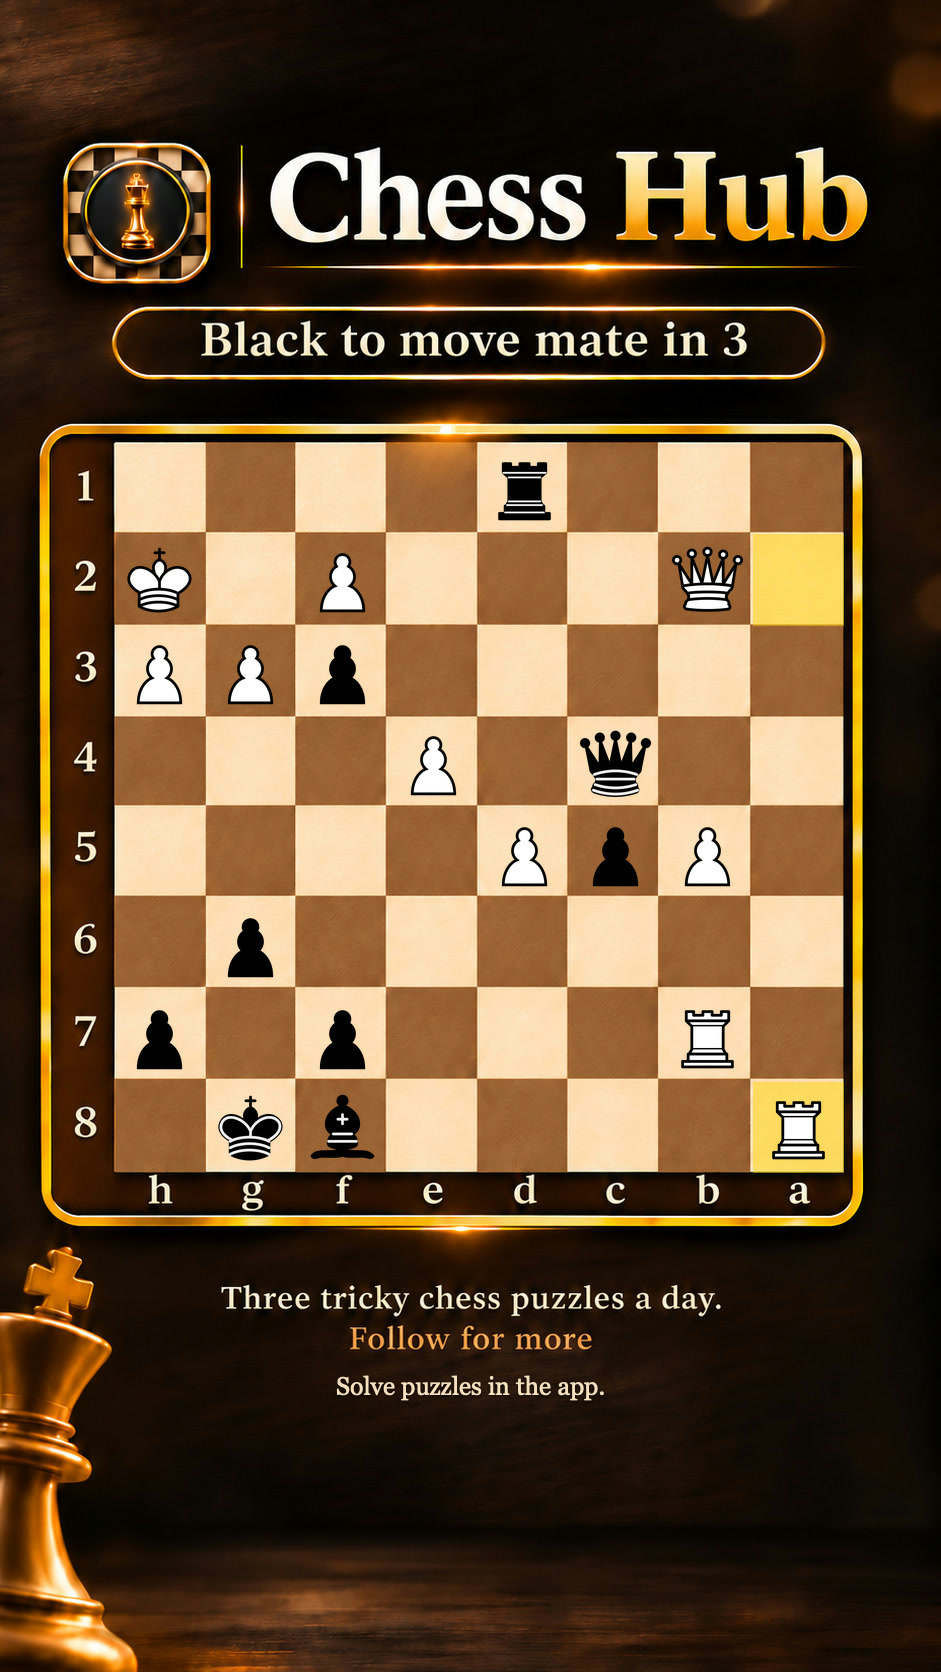 Chess Hub
Black to move mate in 3
1
2
3
4
5
6
7
8
h g f e d c b a
Three tricky chess puzzles a day.
Follow for more
Solve puzzles in the app.